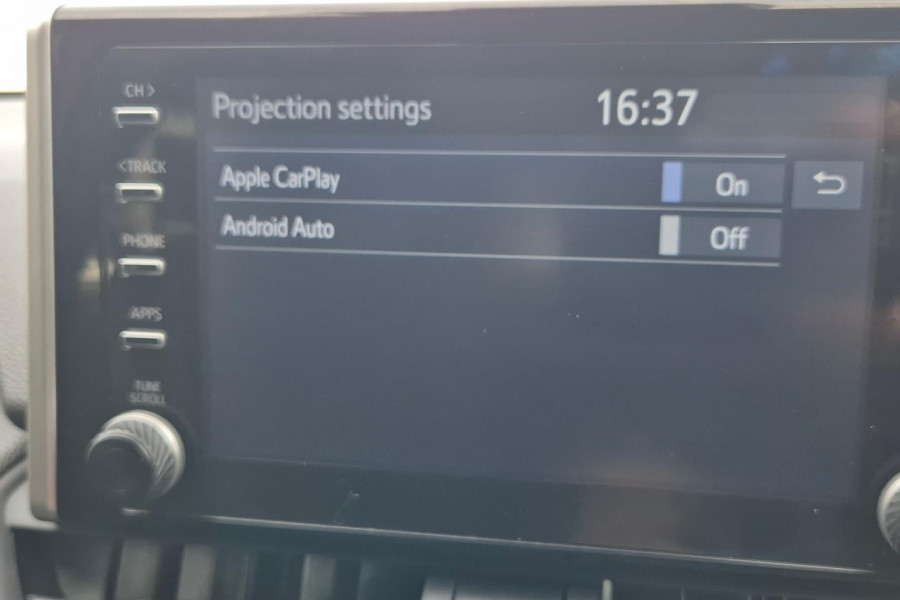 CH >
Projection settings
16:37
< TRACK
Apple CarPlay
On
PHONE
Android Auto
Off
APPS
TUNE
SCROLL